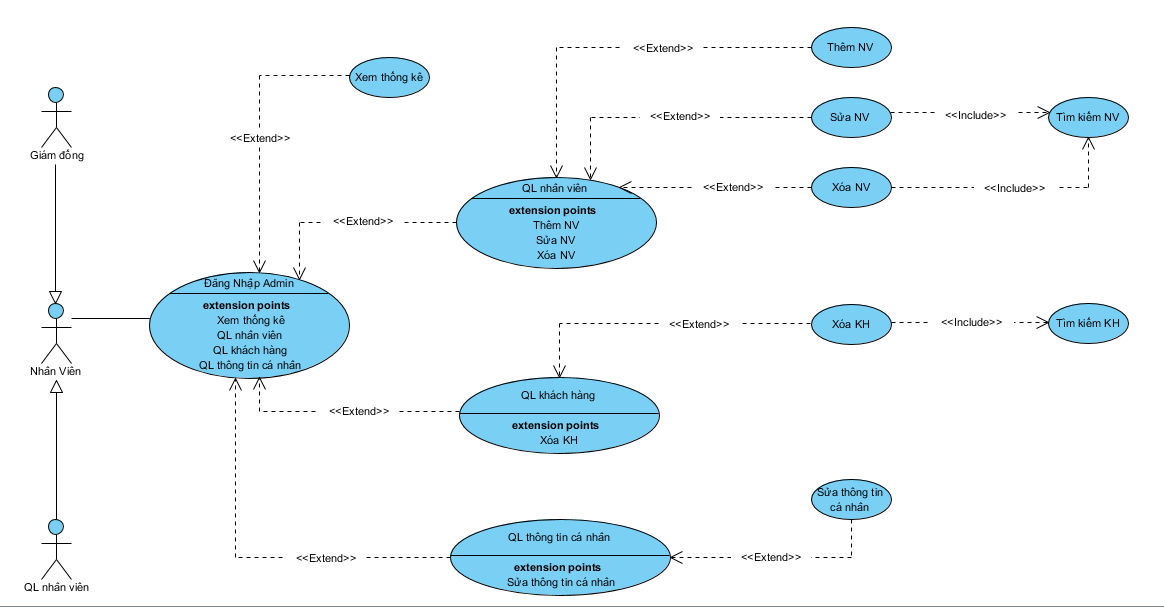 <<Extend>>
Thêm NV
Xem thống kê
Giám đống
<<Extend>>
Sửa NV
<<Include>>
Tìm kiếm NV
<<Extend>>
QL nhân viên
<<Extend>>
Xóa NV
<<Include>>
extension points
Thêm NV
Sửa NV
Xóa NV
<<Extend>>
Đăng Nhập Admin
extension points
Xem thống kê
QL nhân viên
QL khách hàng
QL thông tin cá nhân
Nhân Viên
<<Extend>>
Xóa KH
<<Include>>
Tìm kiếm KH
QL khách hàng
extension points
Xóa KH
<<Extend>>
Sửa thông tin
cá nhân
QL thông tin cá nhân
extension points
Sửa thông tin cá nhân
<<Extend>>
<<Extend>>
QL nhân viên